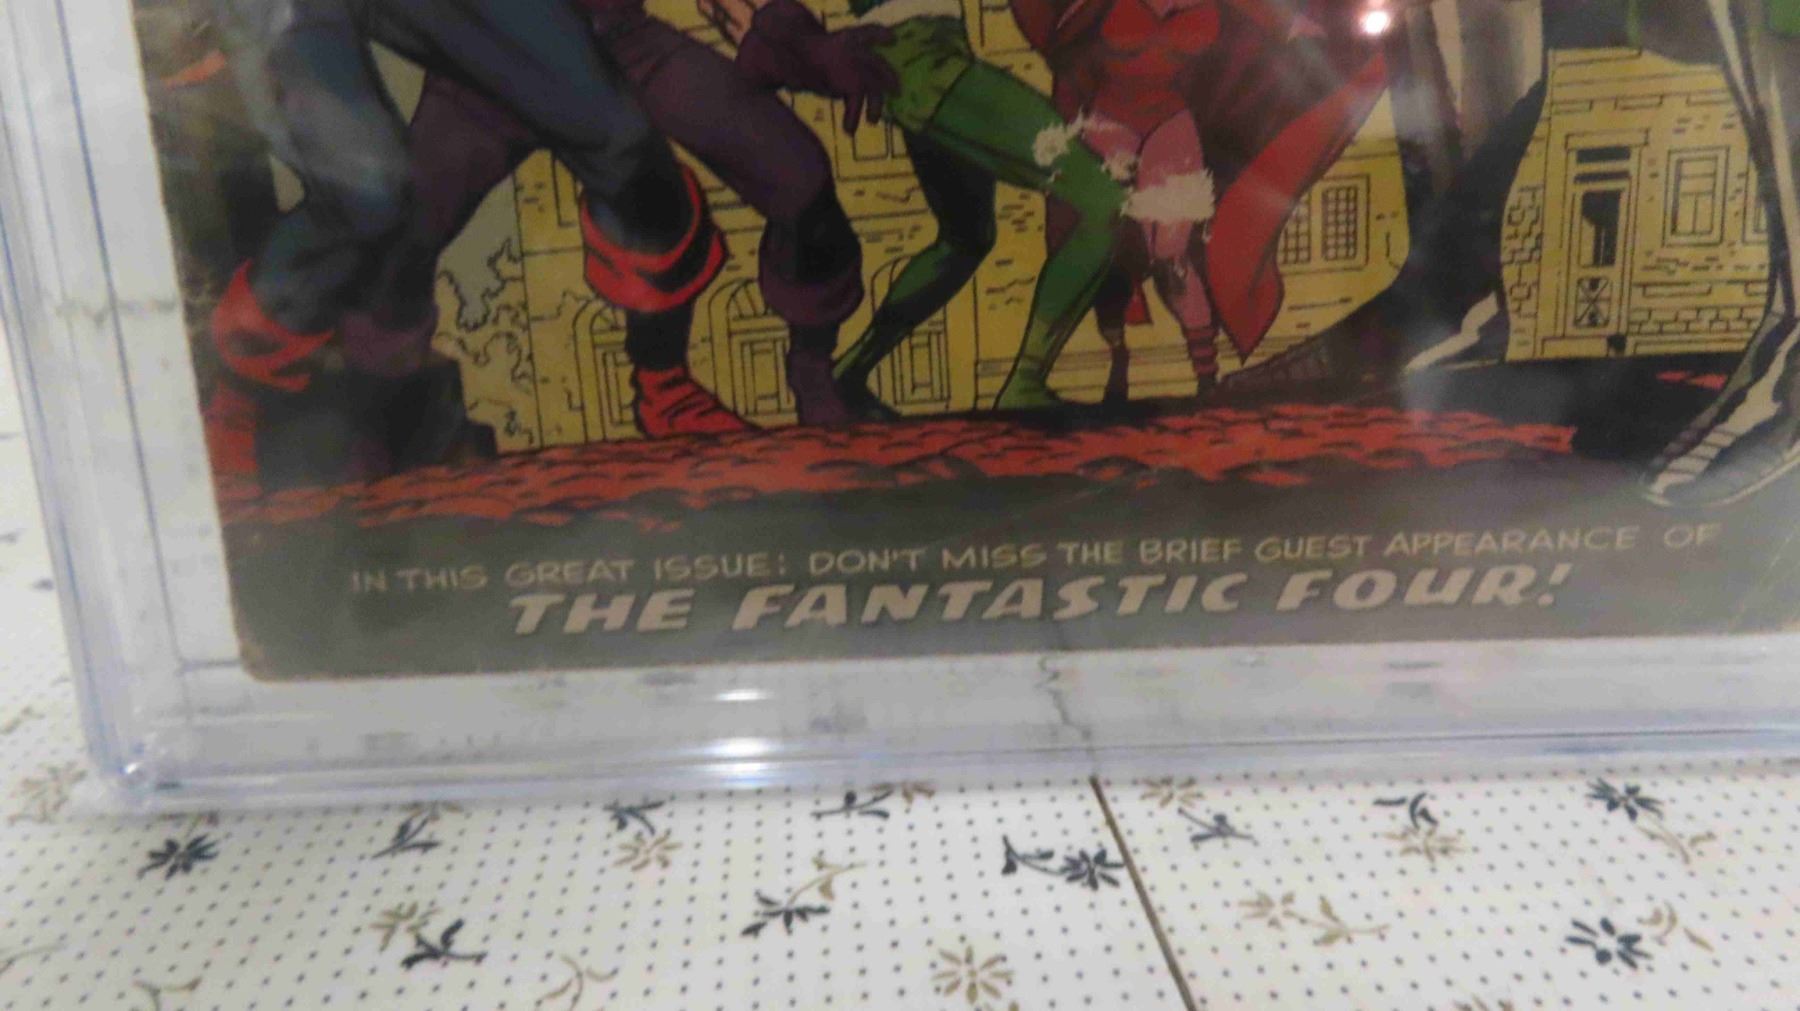 IN THIS GREAT ISSUE: DON'T MISS THE BRIEF GUEST APPEARANCE OF
THE FANTASTIC FOUR!